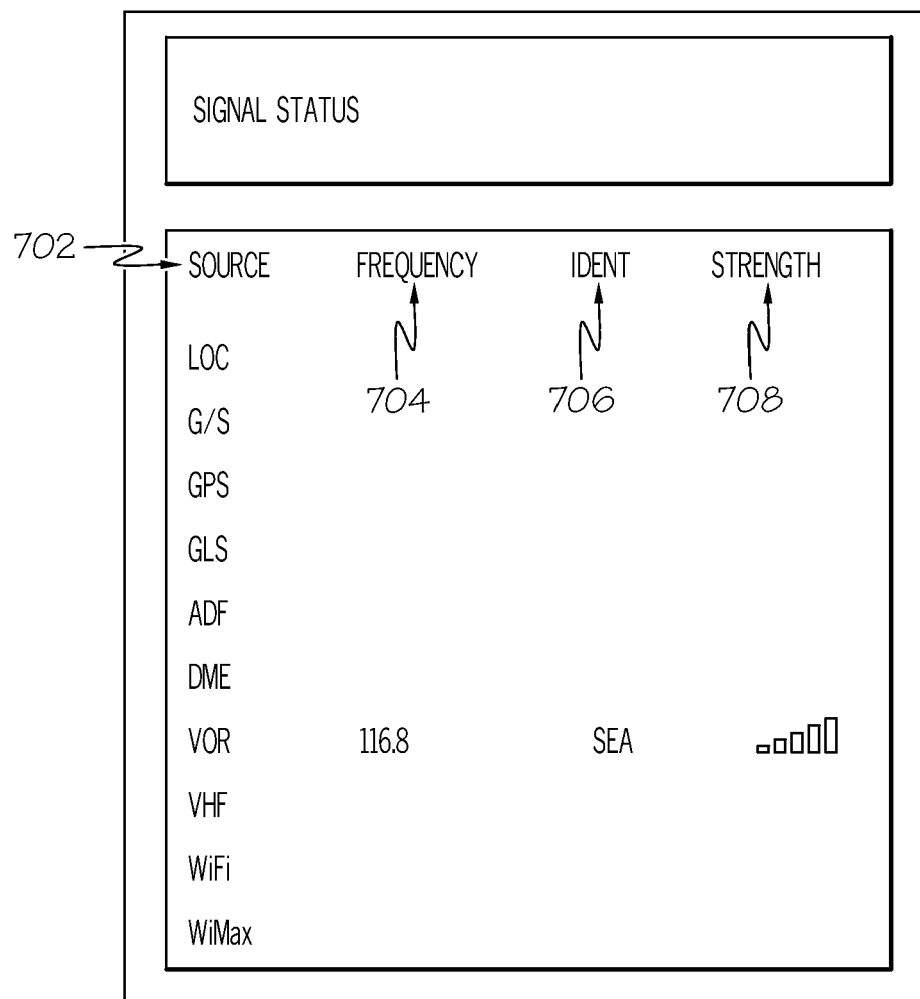 SIGNAL STATUS
702 SOURCE FREQUENCY IDENT STRENGTH
LOC
704 706 708
G/S
GPS
GLS
ADF
DME
VOR 116.8 SEA
VHF
WiFi
WiMax